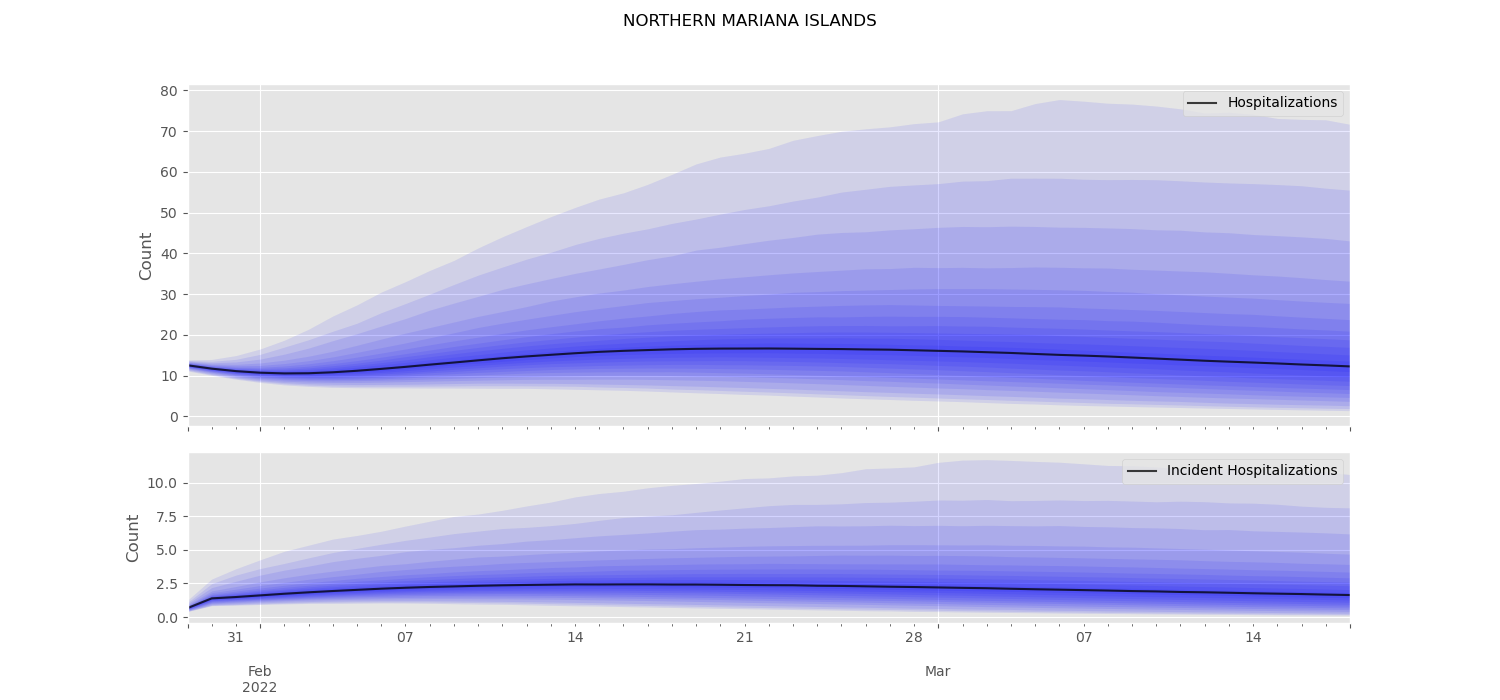 NORTHERN MARIANA ISLANDS
80
70
60
50
40
30
20
10
0
Count
Hospitalizations
10.0
7.5
5.0
2.5
0.0
Count
Incident Hospitalizations
31 07 14 21 28 07 14
Feb Mar
2022